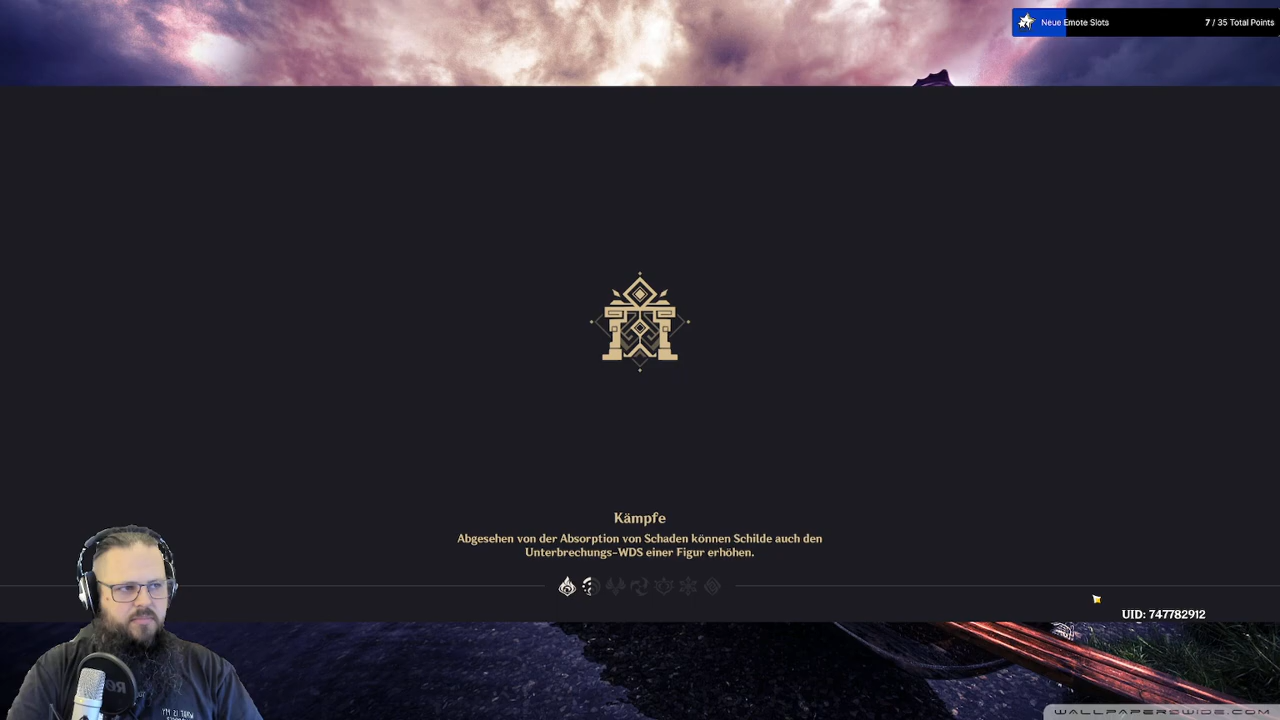 Neue Emote Slots
7 / 35 Total Points
Kämpfe
Abgesehen von der Absorption von Schaden können Schilde auch den
Unterbrechungs-WDS einer Figur erhöhen.
UID: 747782912
WALLPAPERSWIDE.COM